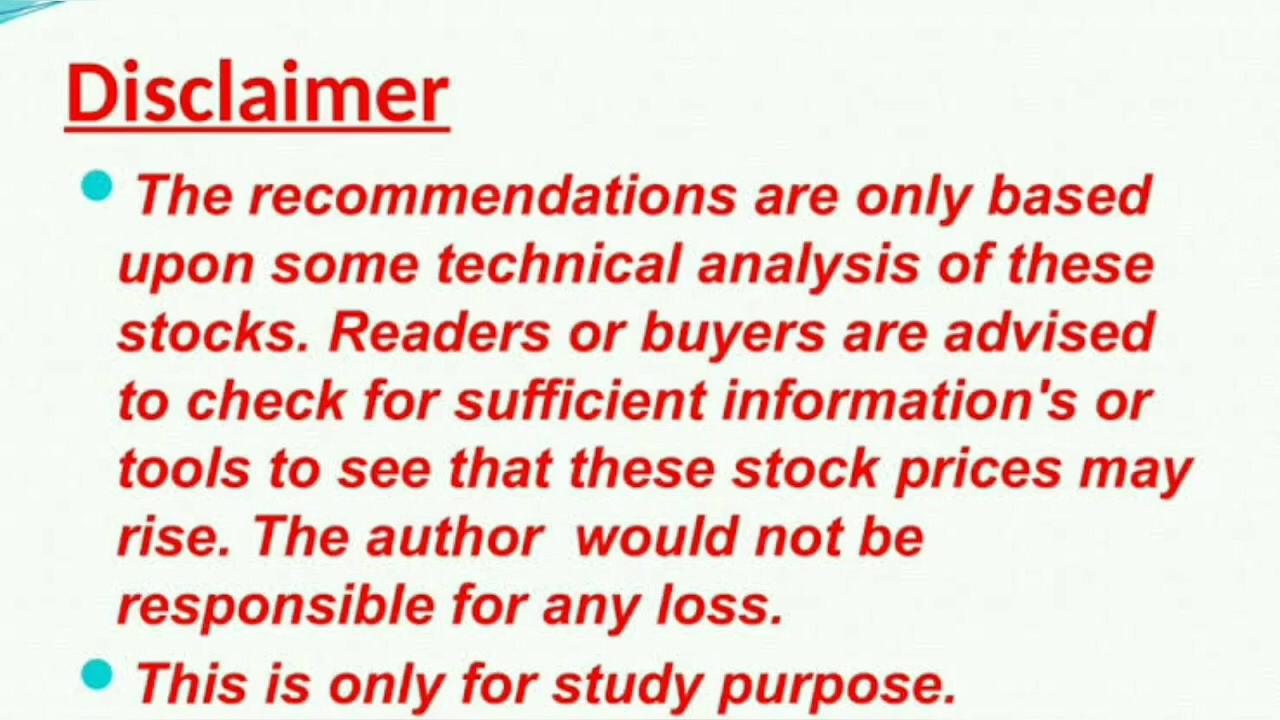 Disclaimer
The recommendations are only based
upon some technical analysis of these
stocks. Readers or buyers are advised
to check for sufficient information's or
tools to see that these stock prices may
rise. The author  would not be
responsible for any loss.
This is only for study purpose.